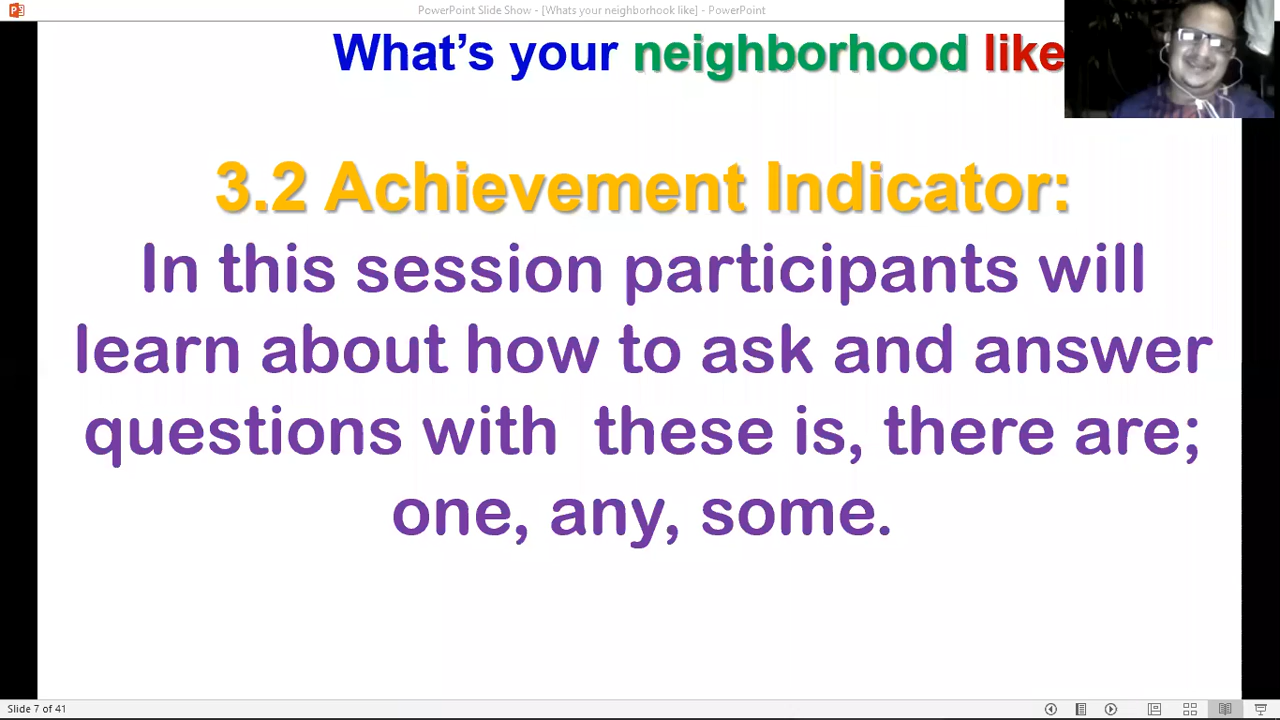 PowerPoint Slide Show - [Whats your neighborhook like] - PowerPoint
What's your neighborhood like
3.2 Achievement Indicator:
In this session participants will
learn about how to ask and answer
questions with these is, there are;
one, any, some.
Slide 7 of 41